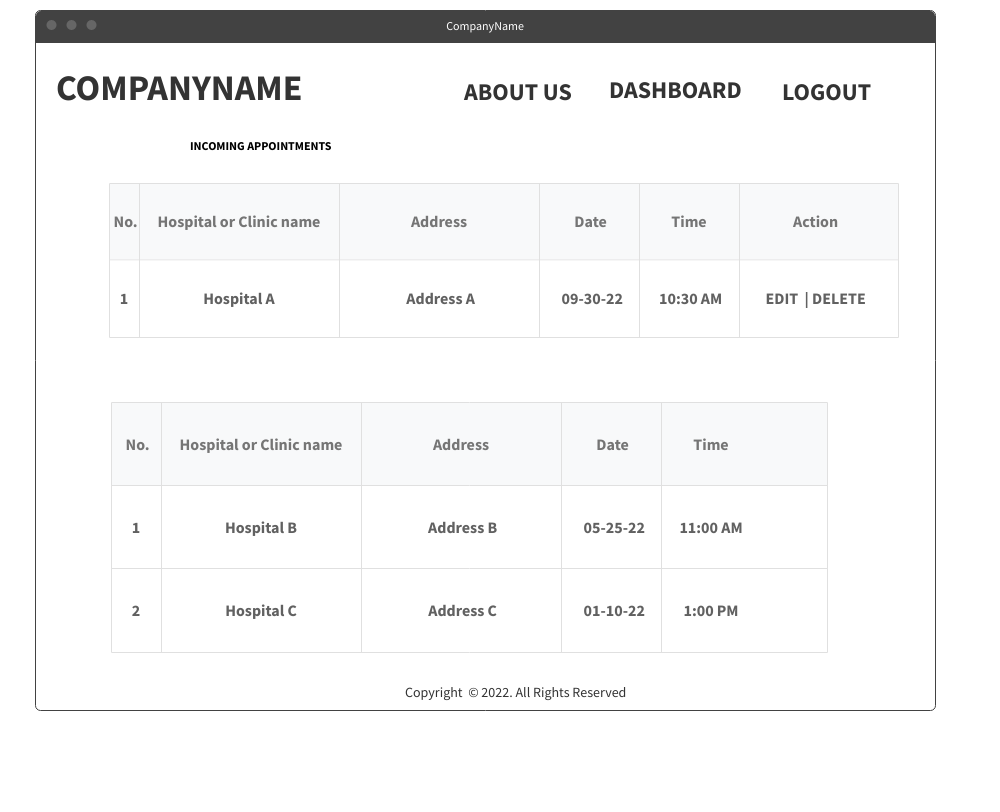 CompanyName
COMPANYNAME ABOUT US DASHBOARD LOGOUT
INCOMING APPOINTMENTS
No. Hospital or Clinic name Address Date Time Action
1 Hospital A Address A 09-30-22 10:30 AM EDIT | DELETE
No. Hospital or Clinic name Address Date Time
1 Hospital B Address B 05-25-22 11:00 AM
2 Hospital C Address C 01-10-22 1:00 PM
Copyright © 2022. All Rights Reserved